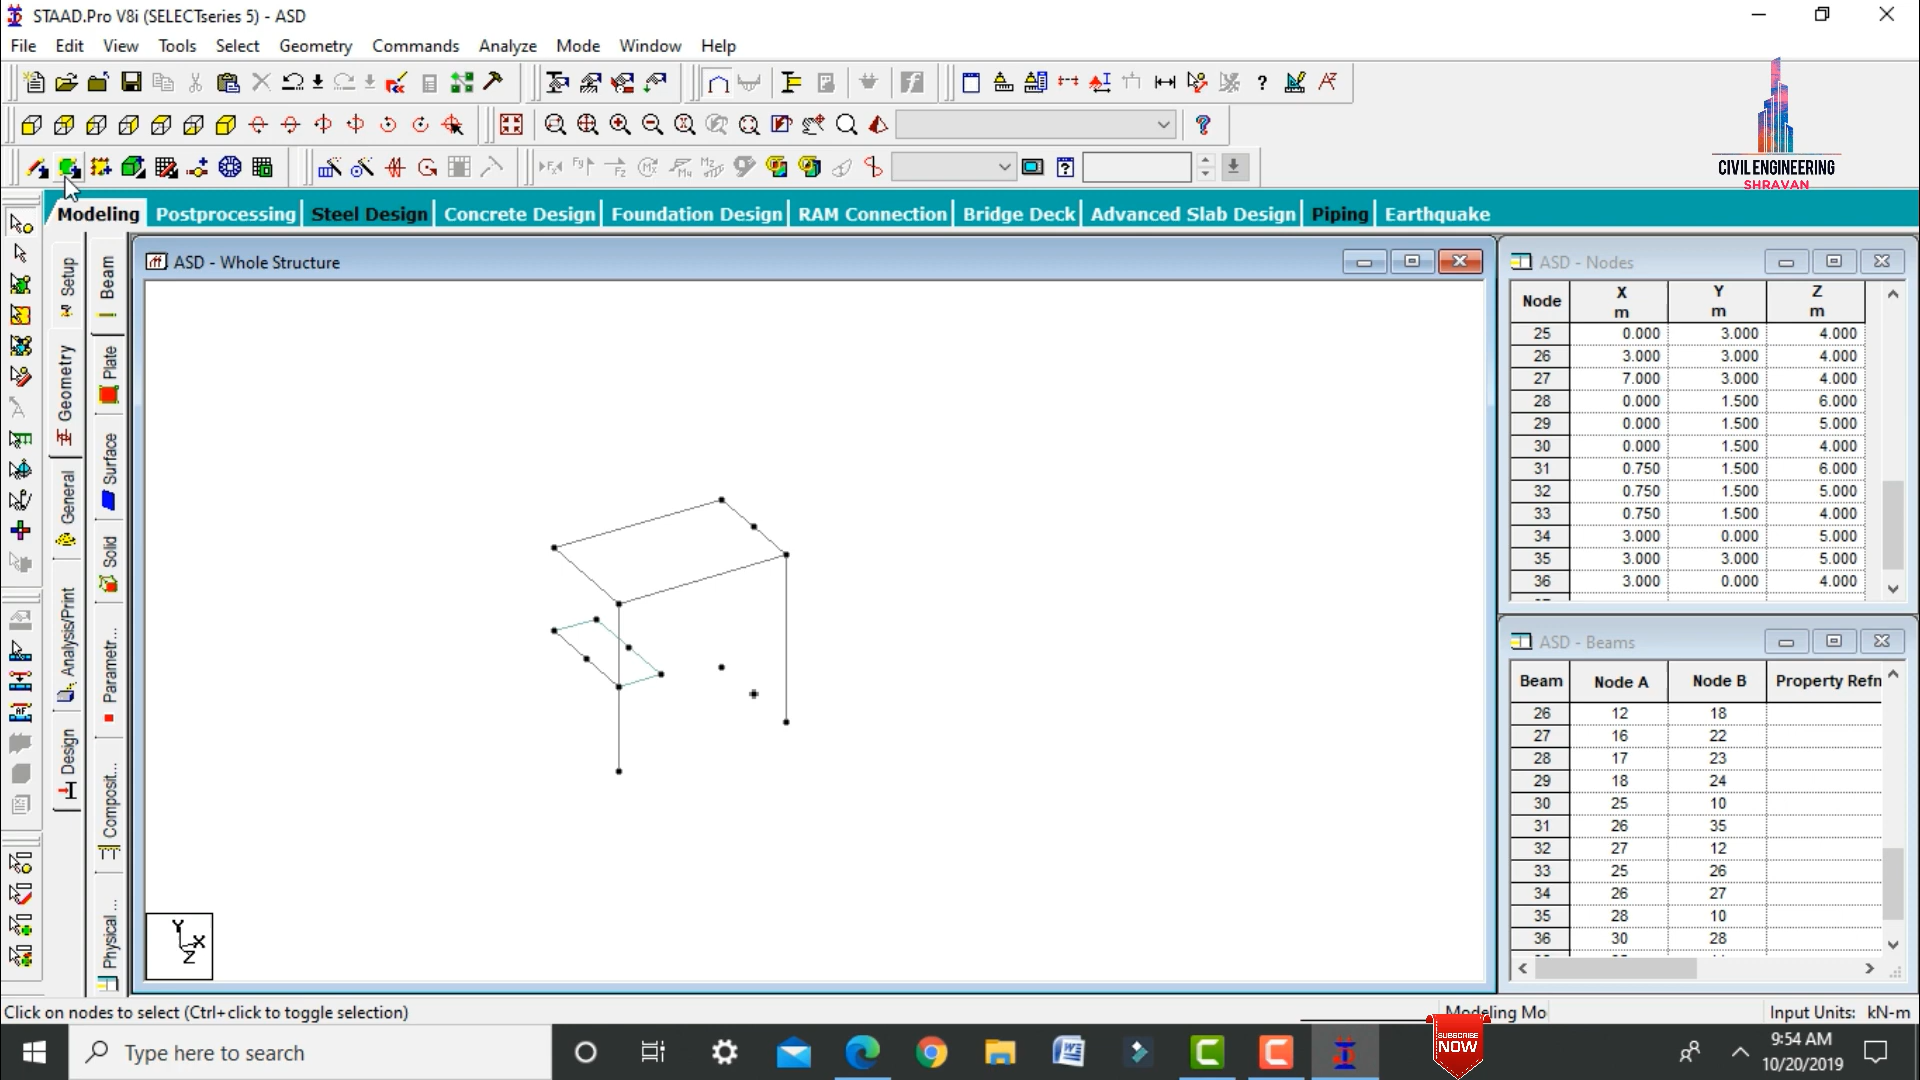 STAAD.Pro V8i (SELECTseries 5) - ASD
File Edit View Tools Select Geometry Commands Analyze Mode Window Help
CIVIL ENGINEERING
SHRAVAN
Modeling Postprocessing Steel Design Concrete Design Foundation Design RAM Connection Bridge Deck Advanced Slab Design Piping Earthquake
Setup
Geometry
General
Analysis/Print
Design
Beam
Plate
Surface
Solid
Parametr...
Composit...
Physical ...
ASD - Whole Structure
Y
X
Z
ASD - Nodes
Node X m Y m Z m
25 0.000 3.000 4.000
26 3.000 3.000 4.000
27 7.000 3.000 4.000
28 0.000 1.500 6.000
29 0.000 1.500 5.000
30 0.000 1.500 4.000
31 0.750 1.500 6.000
32 0.750 1.500 5.000
33 0.750 1.500 4.000
34 3.000 0.000 5.000
35 3.000 3.000 5.000
36 3.000 0.000 4.000
ASD - Beams
Beam Node A Node B Property Refn
26 12 18
27 16 22
28 17 23
29 18 24
30 25 10
31 26 35
32 27 12
33 25 26
34 26 27
35 28 10
36 30 28
Click on nodes to select (Ctrl+click to toggle selection)
Modeling Mo
Input Units: kN-m
Type here to search
SUBSCRIBE
NOW
9:54 AM
10/20/2019